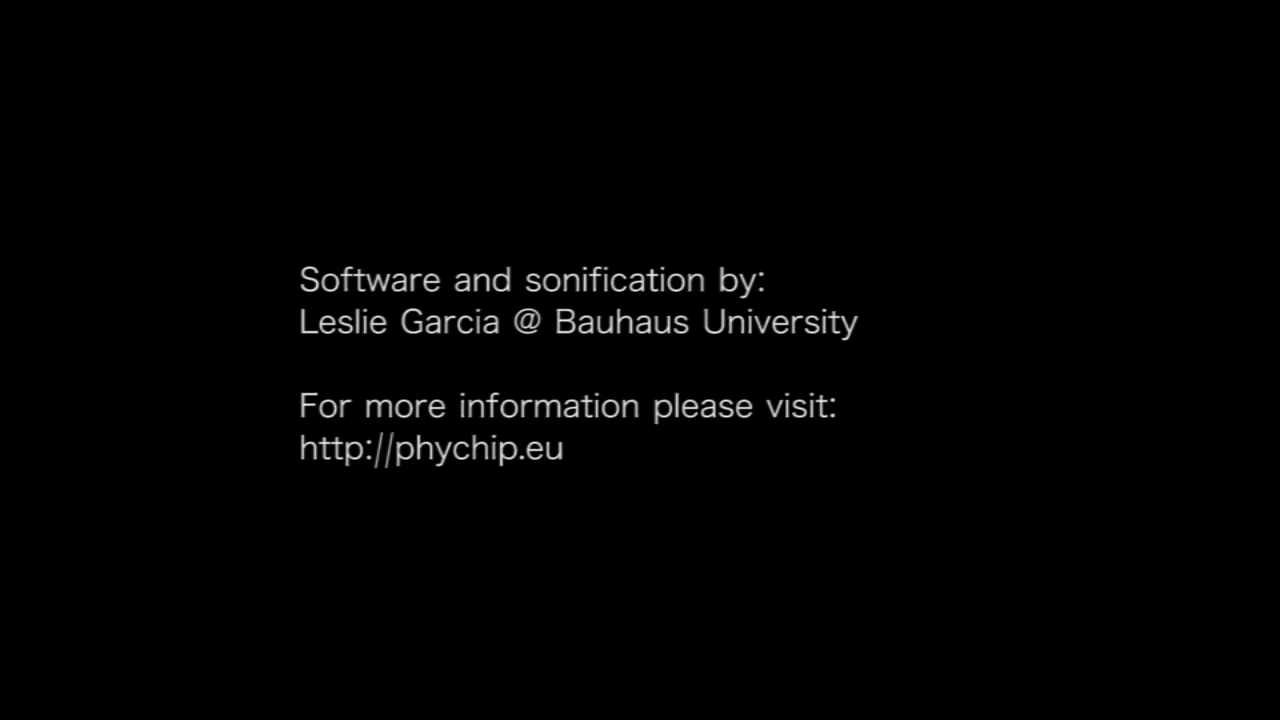 Software and sonification by:
Leslie Garcia @ Bauhaus University
For more information please visit:
http://phychip.eu